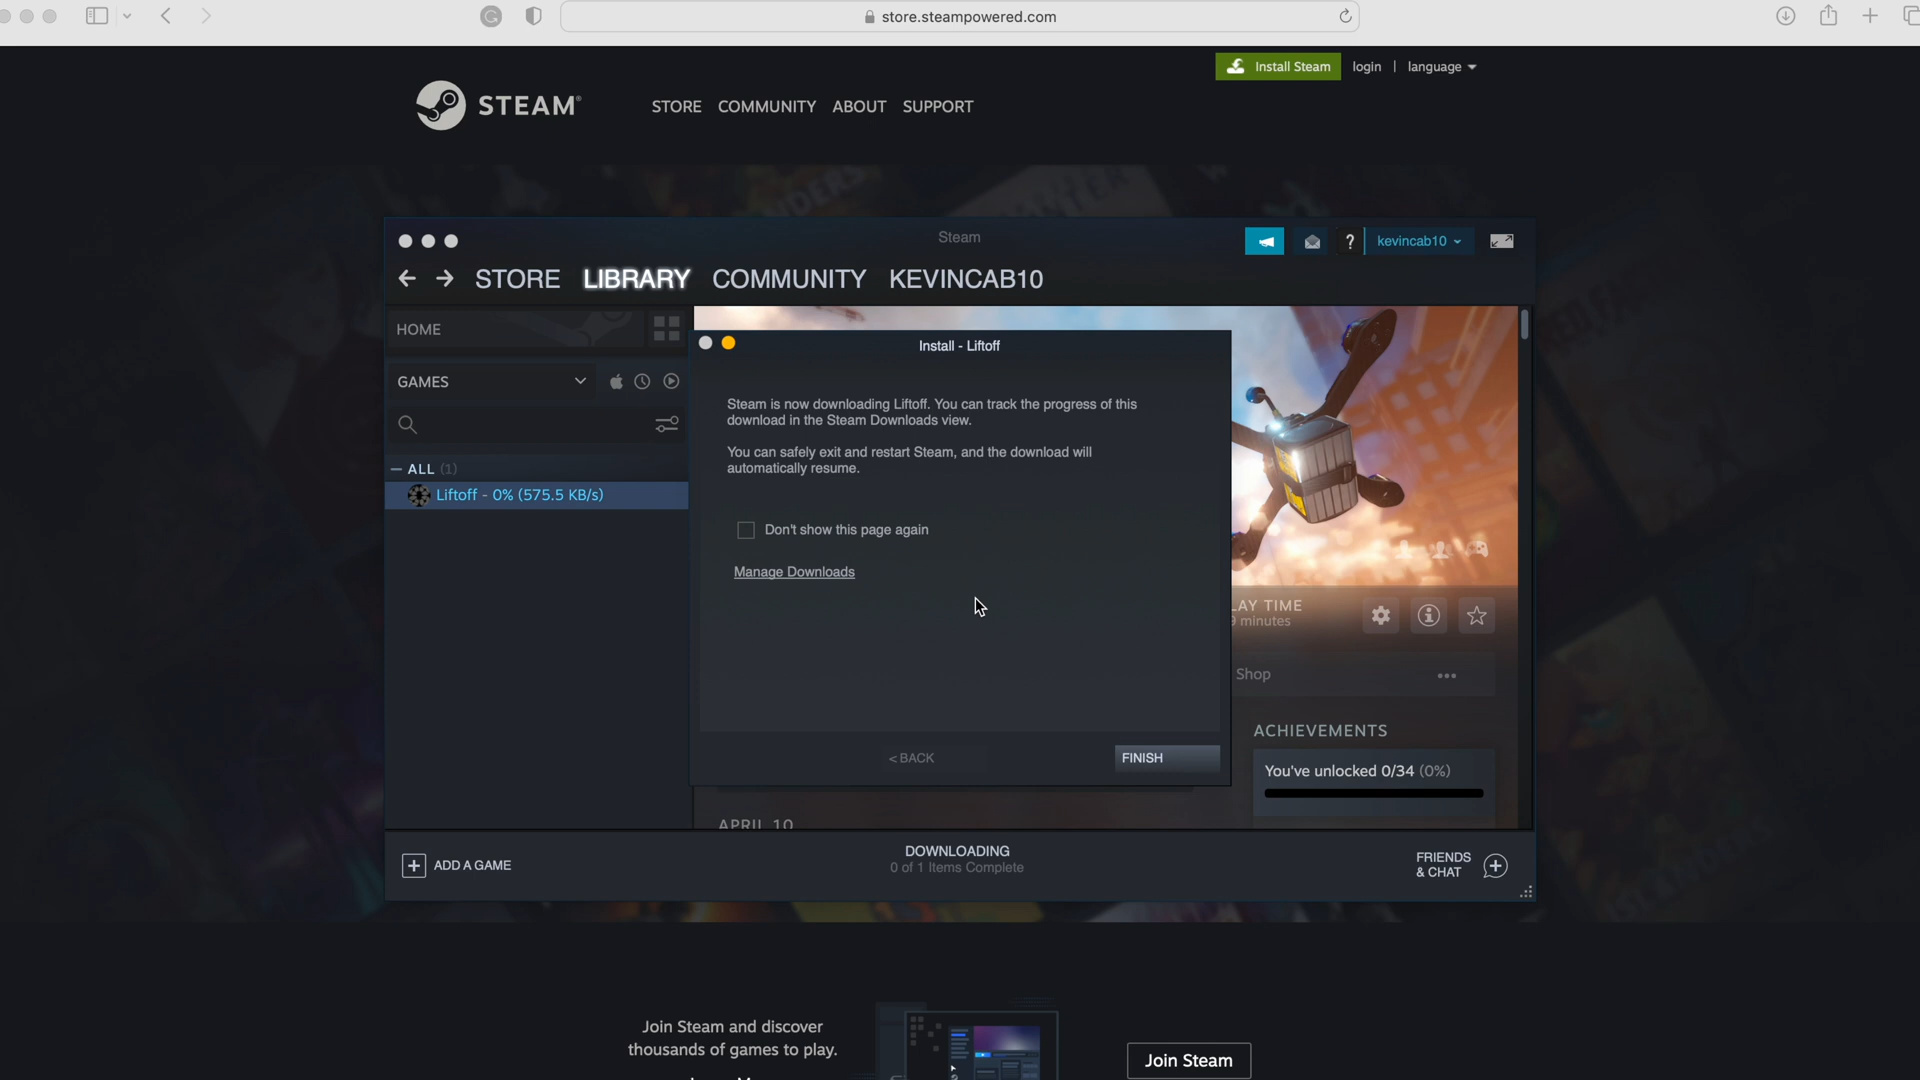 store.steampowered.com
Install Steam
login
|
language
STEAM®
STORE
COMMUNITY
ABOUT
SUPPORT
Steam
?
kevincab10
STORE
LIBRARY
COMMUNITY
KEVINCAB10
HOME
Install - Liftoff
GAMES
Steam is now downloading Liftoff. You can track the progress of this
download in the Steam Downloads view.
You can safely exit and restart Steam, and the download will
automatically resume.
ALL (1)
Liftoff - 0% (575.5 KB/s)
Don't show this page again
Manage Downloads
LAY TIME
9 minutes
Shop
ACHIEVEMENTS
< BACK
FINISH
You've unlocked 0/34 (0%)
APRIL 10
ADD A GAME
DOWNLOADING
0 of 1 Items Complete
FRIENDS
& CHAT
Join Steam and discover
thousands of games to play.
Join Steam